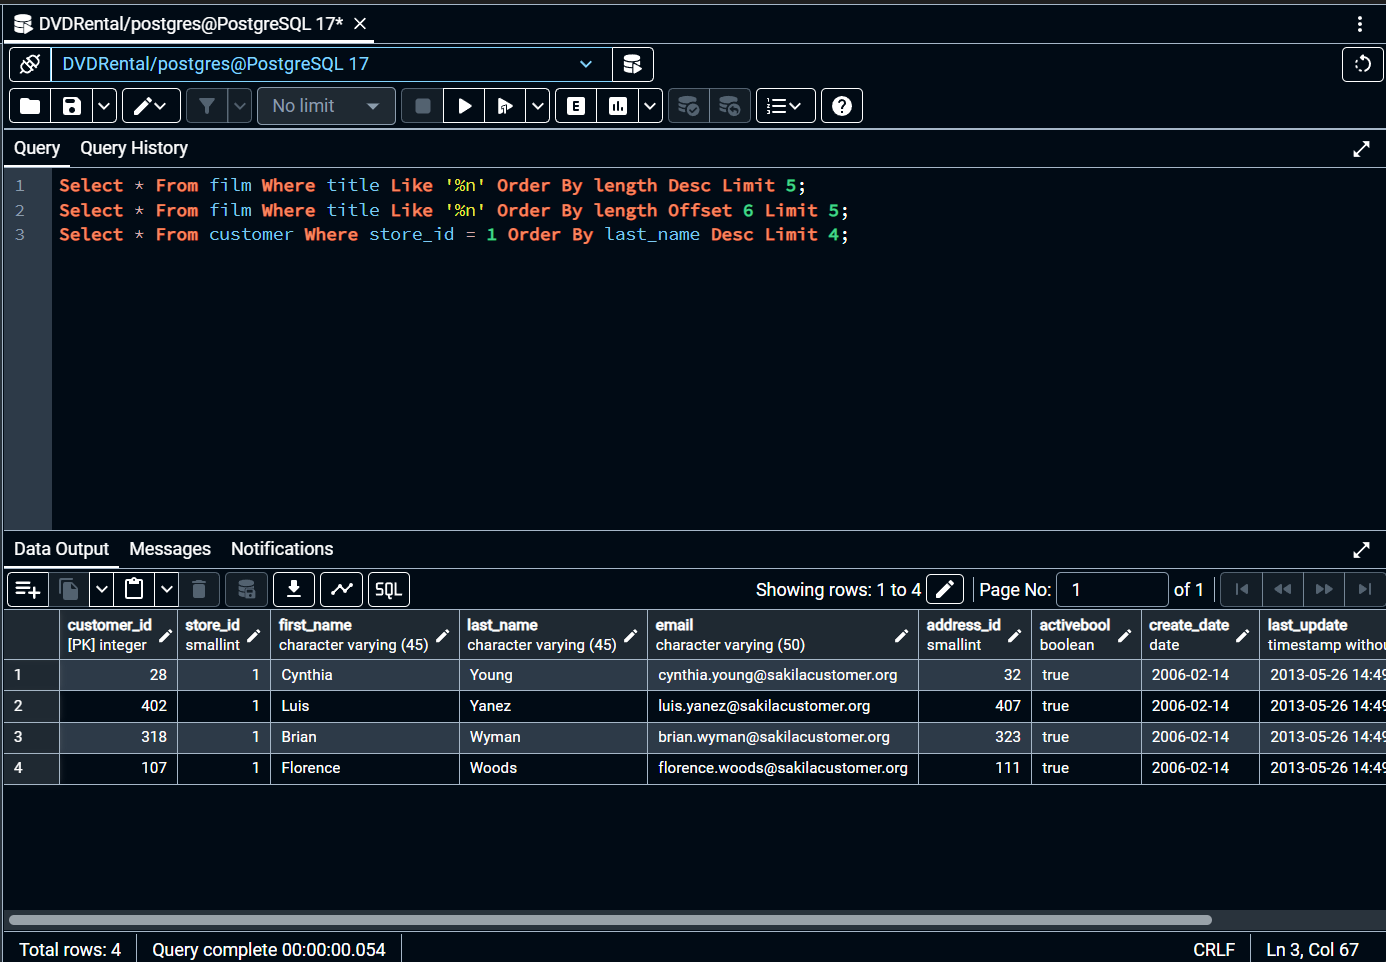 DVDRental/postgres@PostgreSQL 17*
DVDRental/postgres@PostgreSQL 17
No limit
E
Query Query History
1 Select * From film Where title Like '%n' Order By length Desc Limit 5;
2 Select * From film Where title Like '%n' Order By length Offset 6 Limit 5;
3 Select * From customer Where store_id = 1 Order By last_name Desc Limit 4;
Data Output Messages Notifications
SQL Showing rows: 1 to 4 Page No: 1 of 1
customer_id store_id first_name last_name email address_id activebool create_date last_update
[PK] integer smallint character varying (45) character varying (45) character varying (50) smallint boolean date timestamp withou
1 28 1 Cynthia Young cynthia.young@sakilacustomer.org 32 true 2006-02-14 2013-05-26 14:49
2 402 1 Luis Yanez luis.yanez@sakilacustomer.org 407 true 2006-02-14 2013-05-26 14:49
3 318 1 Brian Wyman brian.wyman@sakilacustomer.org 323 true 2006-02-14 2013-05-26 14:49
4 107 1 Florence Woods florence.woods@sakilacustomer.org 111 true 2006-02-14 2013-05-26 14:49
Total rows: 4 Query complete 00:00:00.054 CRLF Ln 3, Col 67